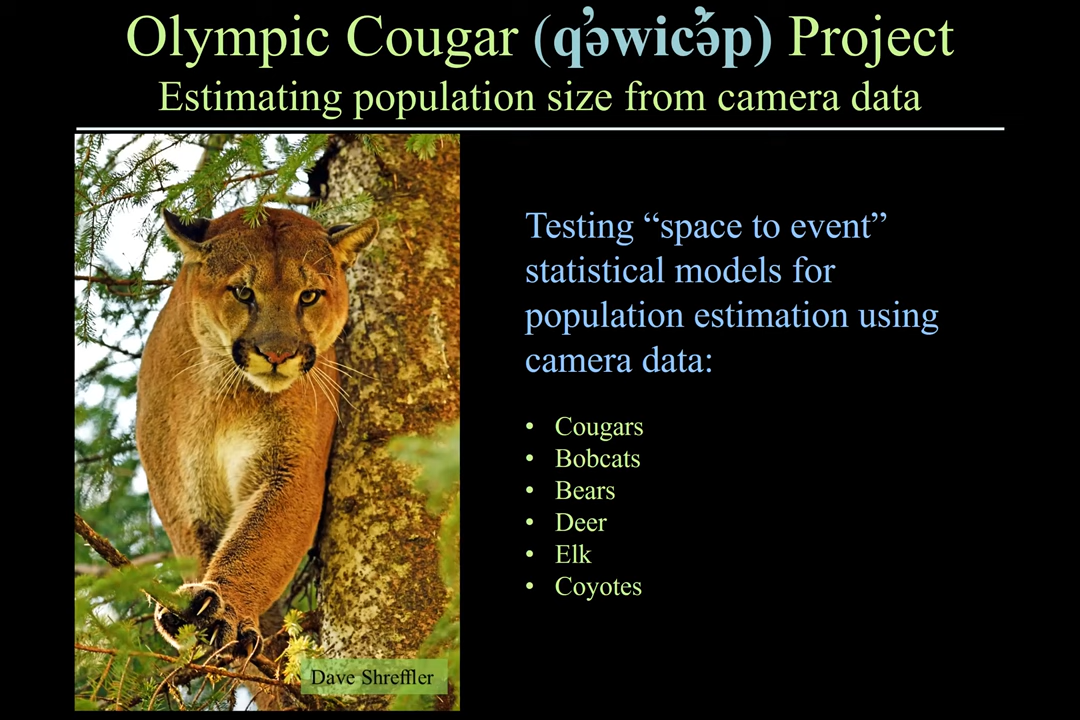 Olympic Cougar (q̓ə̓wic̓ə̓́p) Project
Estimating population size from camera data
Testing “space to event”
statistical models for
population estimation using
camera data:
• Cougars
• Bobcats
• Bears
• Deer
• Elk
• Coyotes
Dave Shreffler